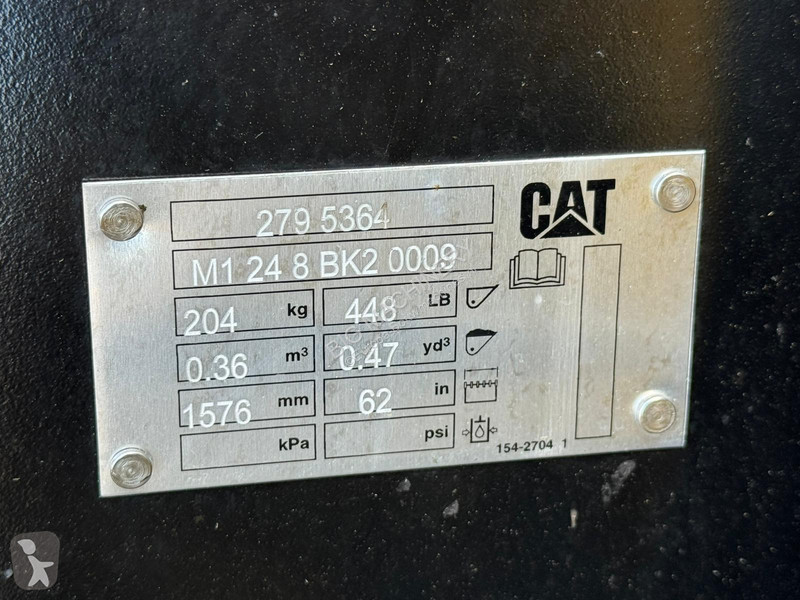 279 5364
CAT
M1 24 8 BK2 0009
204 kg 448 LB
0.36 m³ 0.47 yd³
1576 mm 62 in
kPa psi
154-2704 1